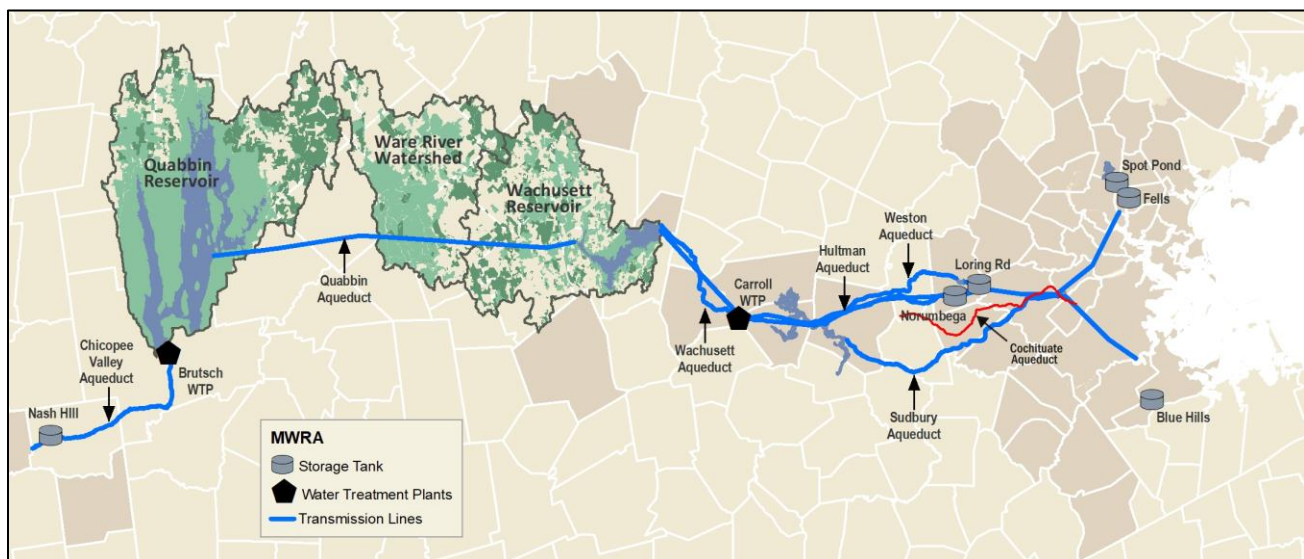 Quabbin
Reservoir
Ware River
Watershed
Wachusett
Reservoir
Spot Pond
Fells
Weston
Aqueduct
Loring Rd
Hultman
Aqueduct
Carroll
WTP
Norumbega
Quabbin
Aqueduct
Cochituate
Aqueduct
Wachusett
Aqueduct
Chicopee
Valley
Aqueduct
Brutsch
WTP
Sudbury
Aqueduct
Blue Hills
Nash Hill
MWRA
Storage Tank
Water Treatment Plants
Transmission Lines